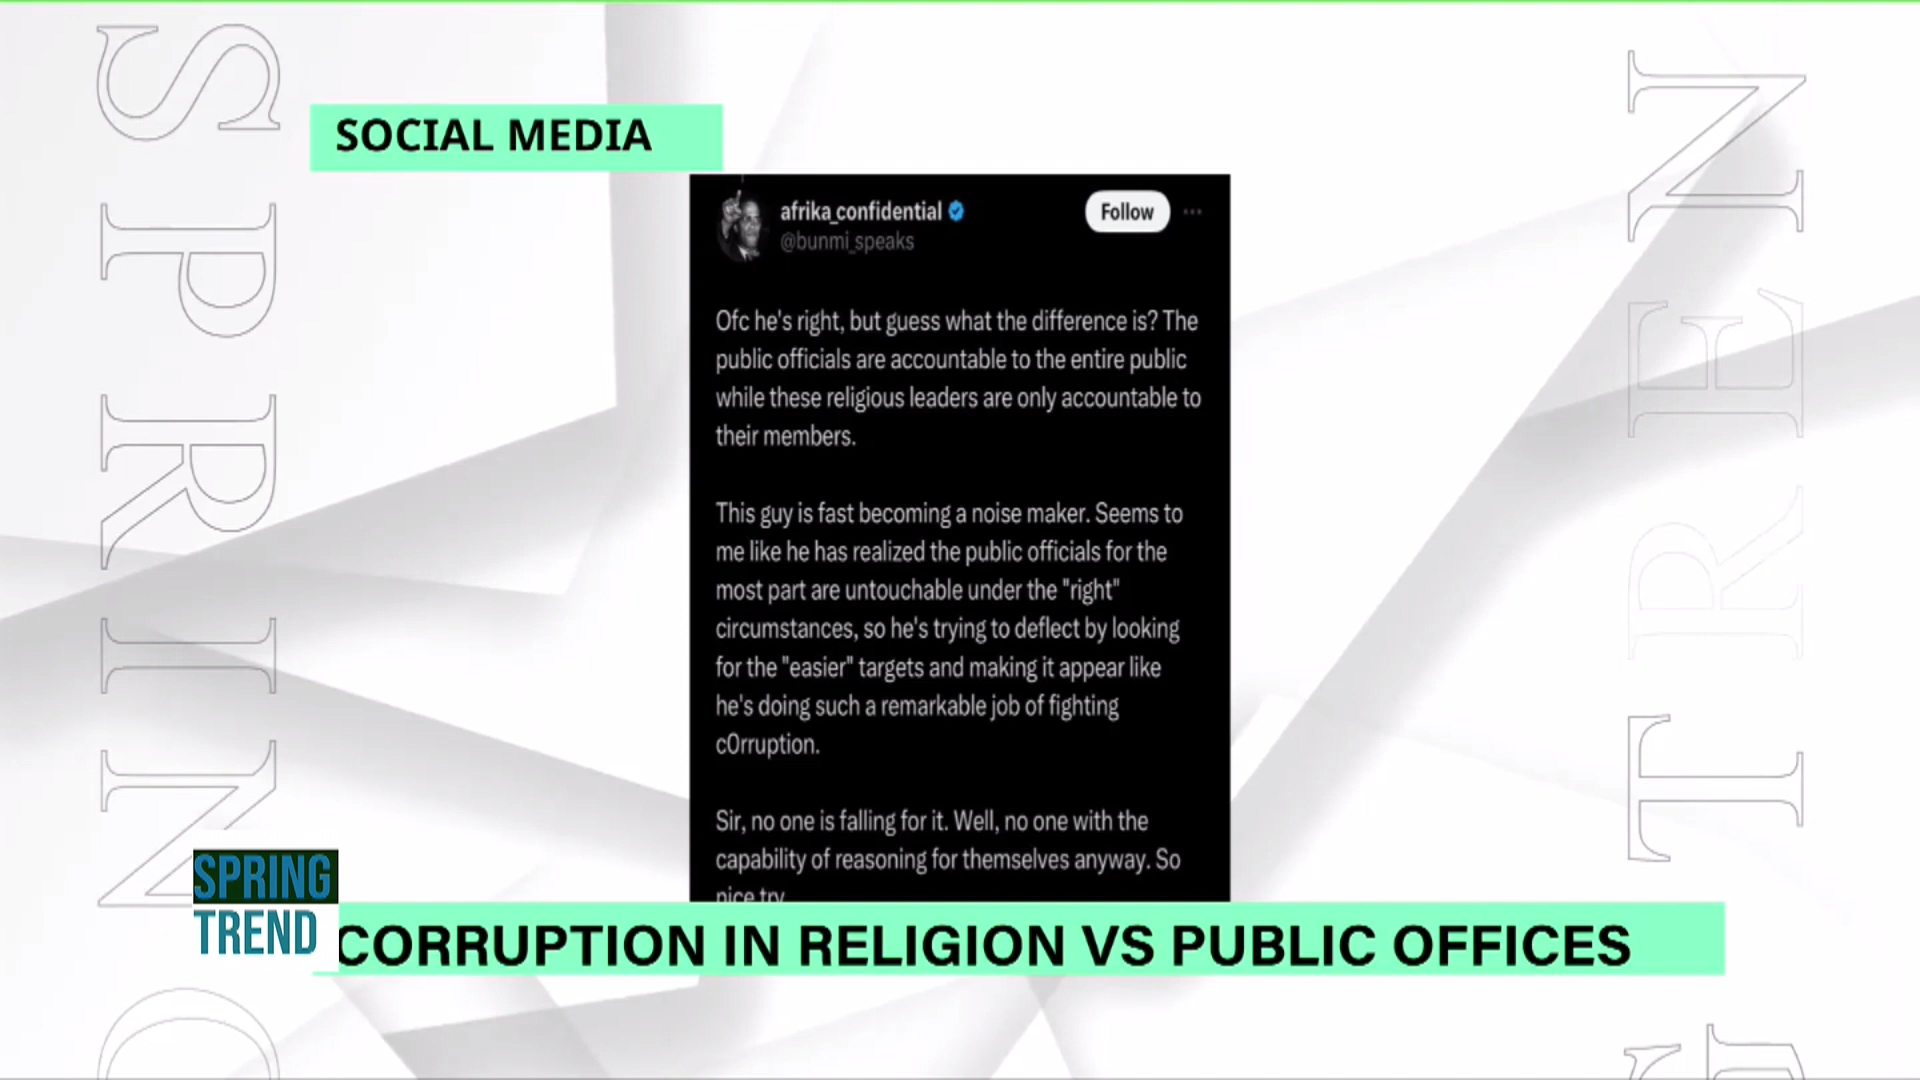 SOCIAL MEDIA
afrika_confidential
@bunmi_speaks
Follow
Ofc he's right, but guess what the difference is? The
public officials are accountable to the entire public
while these religious leaders are only accountable to
their members.
This guy is fast becoming a noise maker. Seems to
me like he has realized the public officials for the
most part are untouchable under the "right"
circumstances, so he's trying to deflect by looking
for the "easier" targets and making it appear like
he's doing such a remarkable job of fighting
c0rruption.
Sir, no one is falling for it. Well, no one with the
capability of reasoning for themselves anyway. So
nice try
SPRING
TREND
CORRUPTION IN RELIGION VS PUBLIC OFFICES
SPRING
TREN